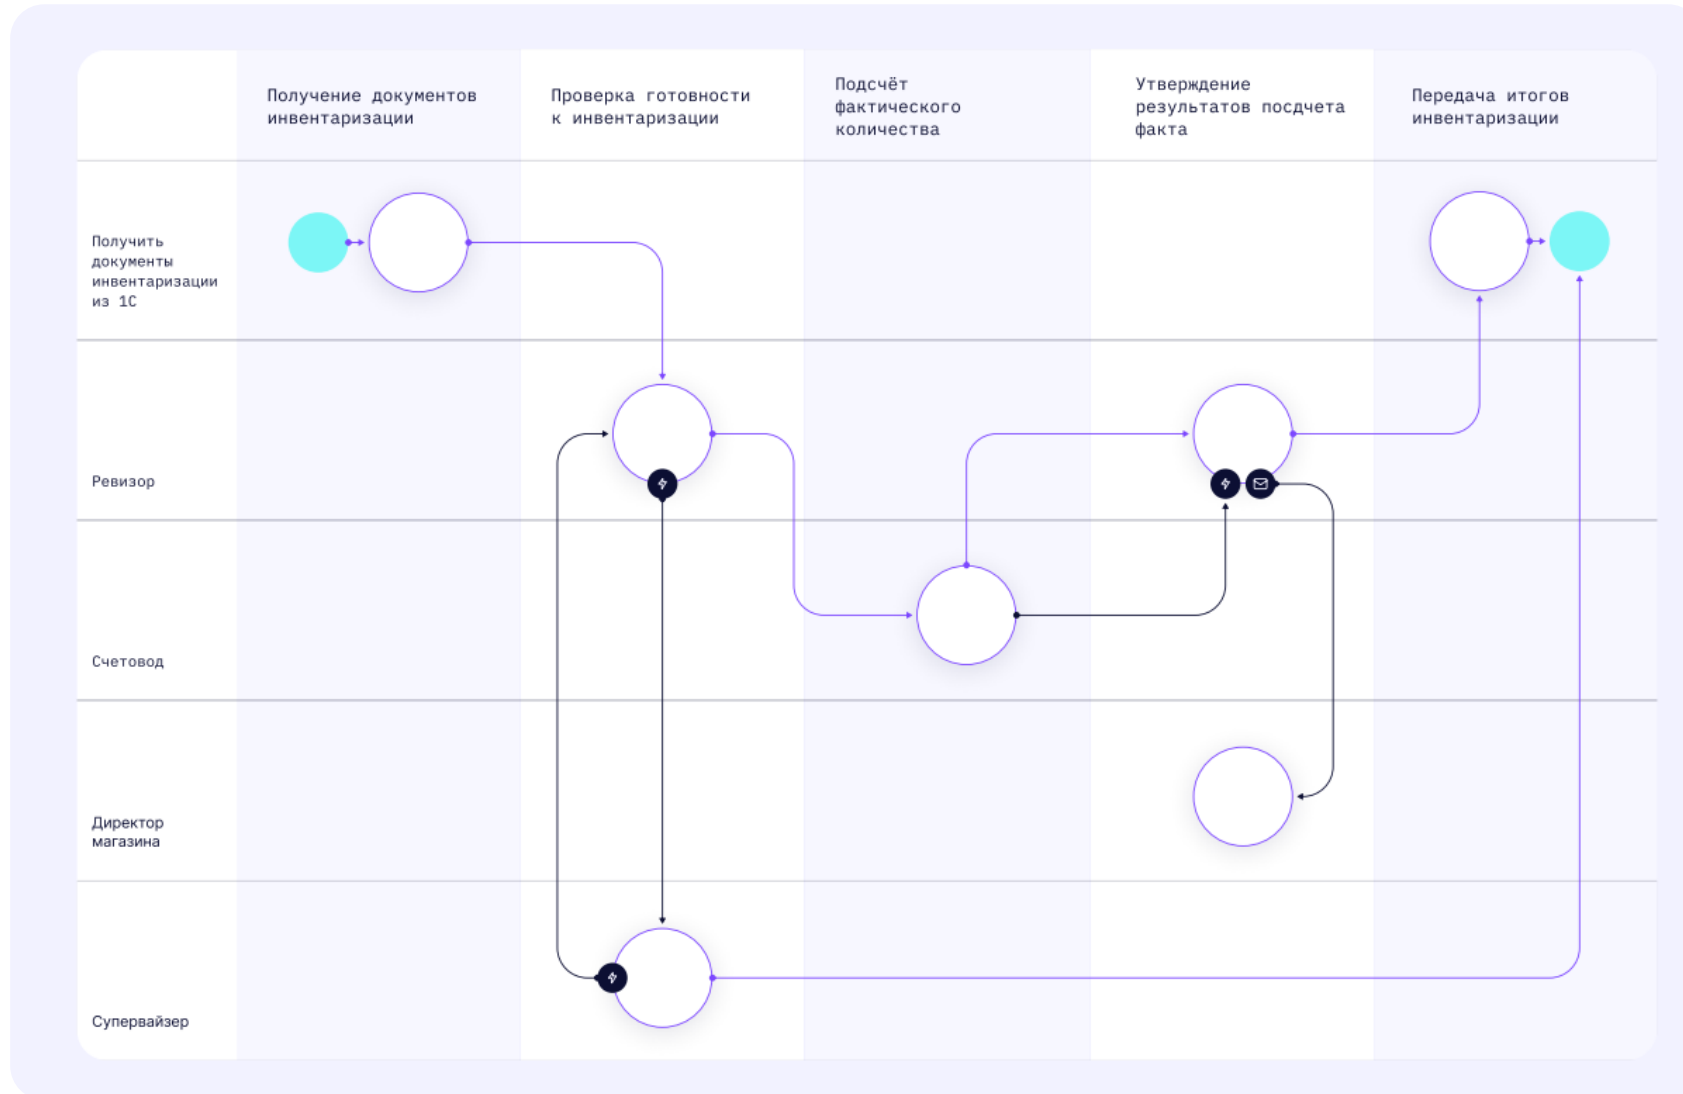 Получение документов
инвентаризации
Проверка готовности
к инвентаризации
Подсчёт
фактического
количества
Утверждение
результатов посдчета
факта
Передача итогов
инвентаризации
Получить
документы
инвентаризации
из 1С
Ревизор
Счетовод
Директор
магазина
Супервайзер